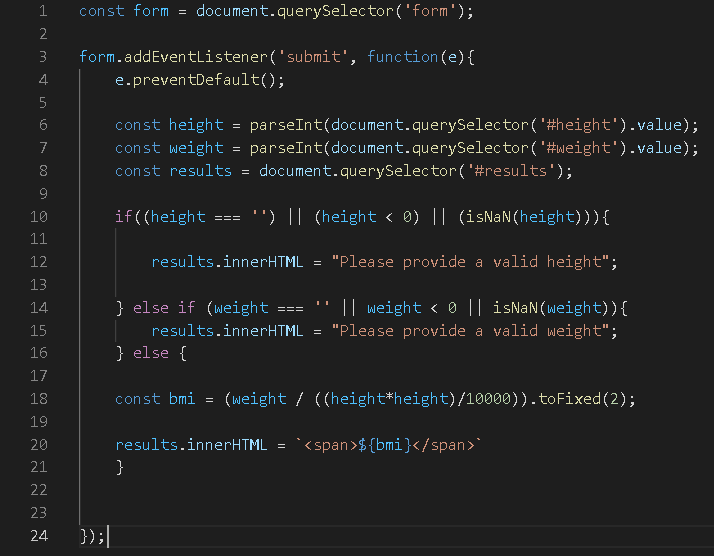 1 const form = document.querySelector('form');
2
3 form.addEventListener('submit', function(e){
4     e.preventDefault();
5
6     const height = parseInt(document.querySelector('#height').value);
7     const weight = parseInt(document.querySelector('#weight').value);
8     const results = document.querySelector('#results');
9
10     if((height === '') || (height < 0) || (isNaN(height))){
11
12         results.innerHTML = "Please provide a valid height";
13
14     } else if (weight === '' || weight < 0 || isNaN(weight)){
15         results.innerHTML = "Please provide a valid weight";
16     } else {
17
18     const bmi = (weight / ((height*height)/10000)).toFixed(2);
19
20     results.innerHTML = `<span>${bmi}</span>`
21     }
22
23
24 });